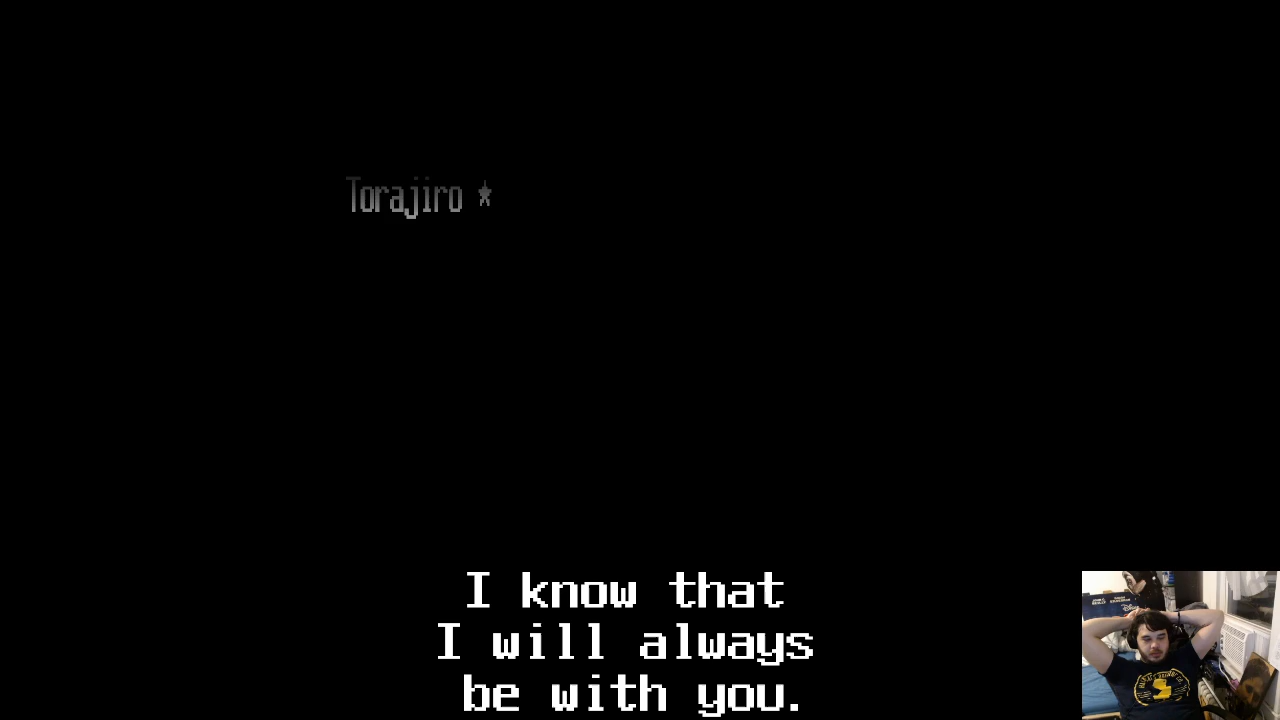 Torajiro ★
I know that
I will always
be with you.